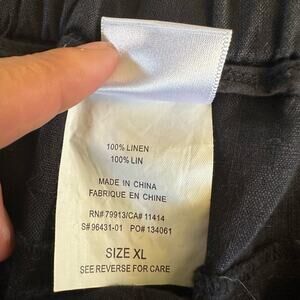 100% LINEN
100% LIN
MADE IN CHINA
FABRIQUE EN CHINE
RN# 79913/CA# 11414
S# 96431-01 PO# 134061
SIZE XL
SEE REVERSE FOR CARE